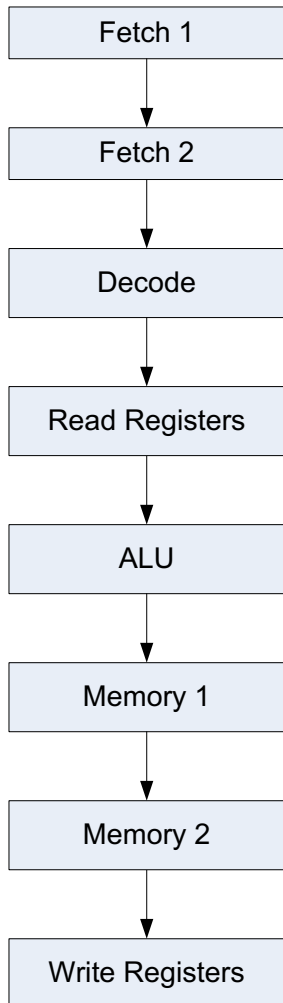 Fetch 1
Fetch 2
Decode
Read Registers
ALU
Memory 1
Memory 2
Write Registers